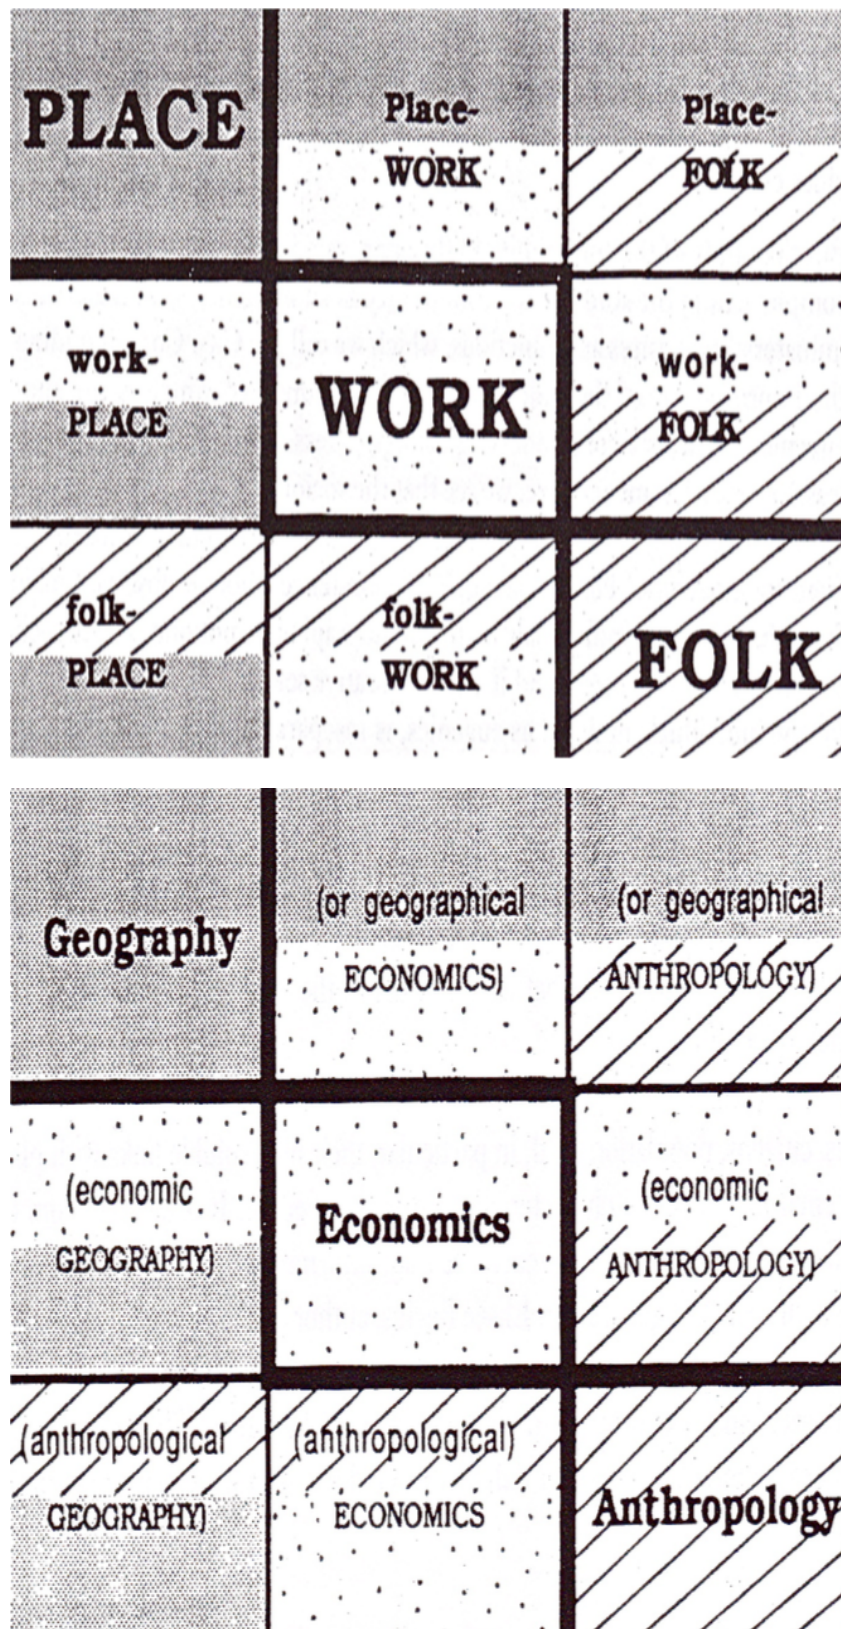 PLACE
Place-
WORK
Place-
FOLK
work-
PLACE
WORK
work-
FOLK
folk-
PLACE
folk-
WORK
FOLK
Geography
(or geographical
ECONOMICS)
(or geographical
ANTHROPOLOGY)
(economic
GEOGRAPHY)
Economics
(economic
ANTHROPOLOGY)
(anthropological
GEOGRAPHY)
(anthropological)
ECONOMICS
Anthropology